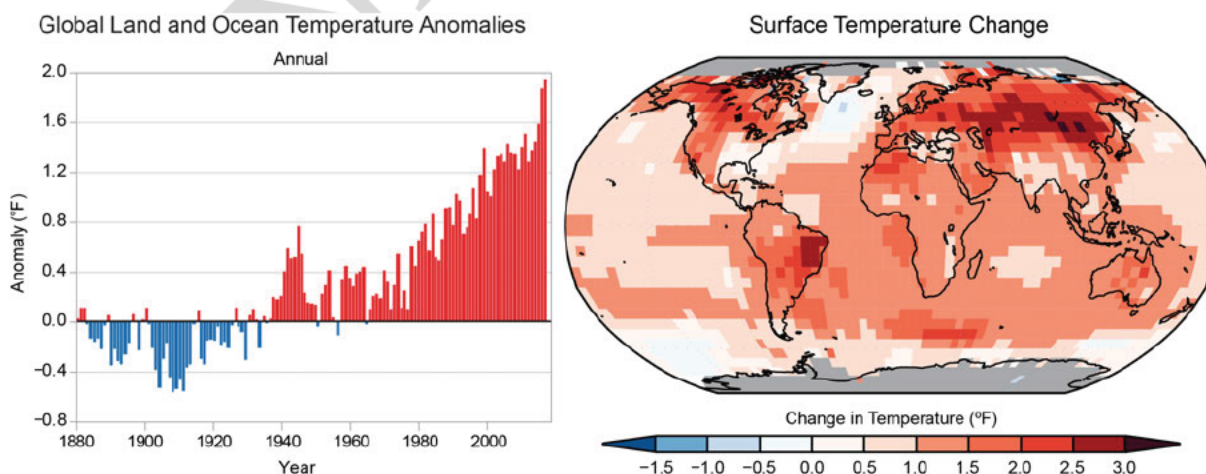 Global Land and Ocean Temperature Anomalies
Annual
2.0
1.6
1.2
0.8
0.4
0.0
−0.4
−0.8
Anomaly (°F)
1880 1900 1920 1940 1960 1980 2000
Year
Surface Temperature Change
Change in Temperature (ºF)
−1.5 −1.0 −0.5 0.0 0.5 1.0 1.5 2.0 2.5 3.0